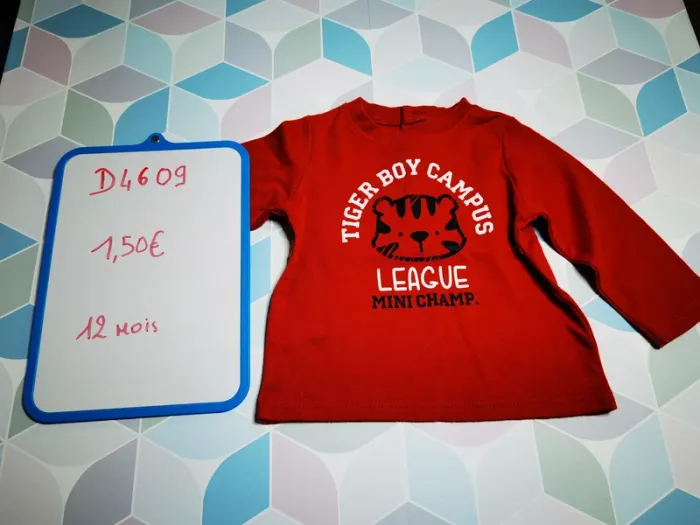 D4609
1,50€
12 mois
TIGER BOY CAMPUS
LEAGUE
MINI CHAMP.